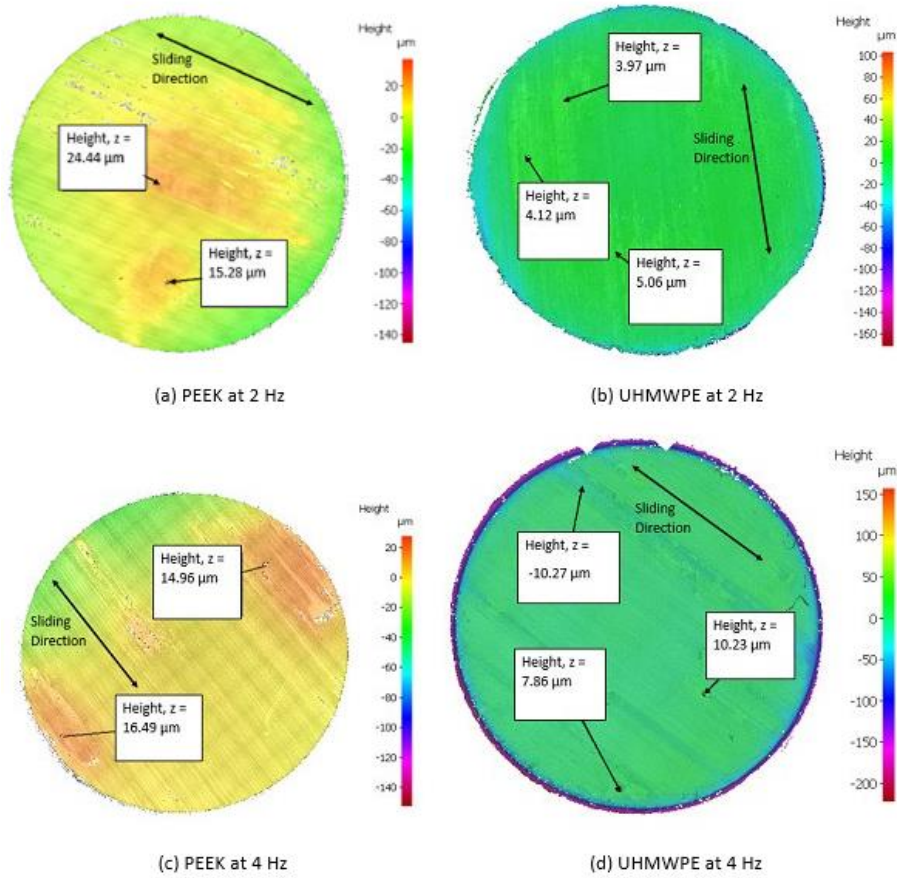 Height
µm
20
0
-20
-40
-60
-80
-100
-120
-140
Sliding
Direction
Height, z =
24.44 µm
Height, z =
15.28 µm
(a) PEEK at 2 Hz
Height
µm
100
80
60
40
20
0
-20
-40
-60
-80
-100
-120
-140
-160
Height, z =
3.97 µm
Sliding
Direction
Height, z =
4.12 µm
Height, z =
5.06 µm
(b) UHMWPE at 2 Hz
Height
µm
20
0
-20
-40
-60
-80
-100
-120
-140
Height, z =
14.96 µm
Sliding
Direction
Height, z =
16.49 µm
(c) PEEK at 4 Hz
Height
µm
150
100
50
0
-50
-100
-150
-200
Sliding
Direction
Height, z =
-10.27 µm
Height, z =
10.23 µm
Height, z =
7.86 µm
(d) UHMWPE at 4 Hz